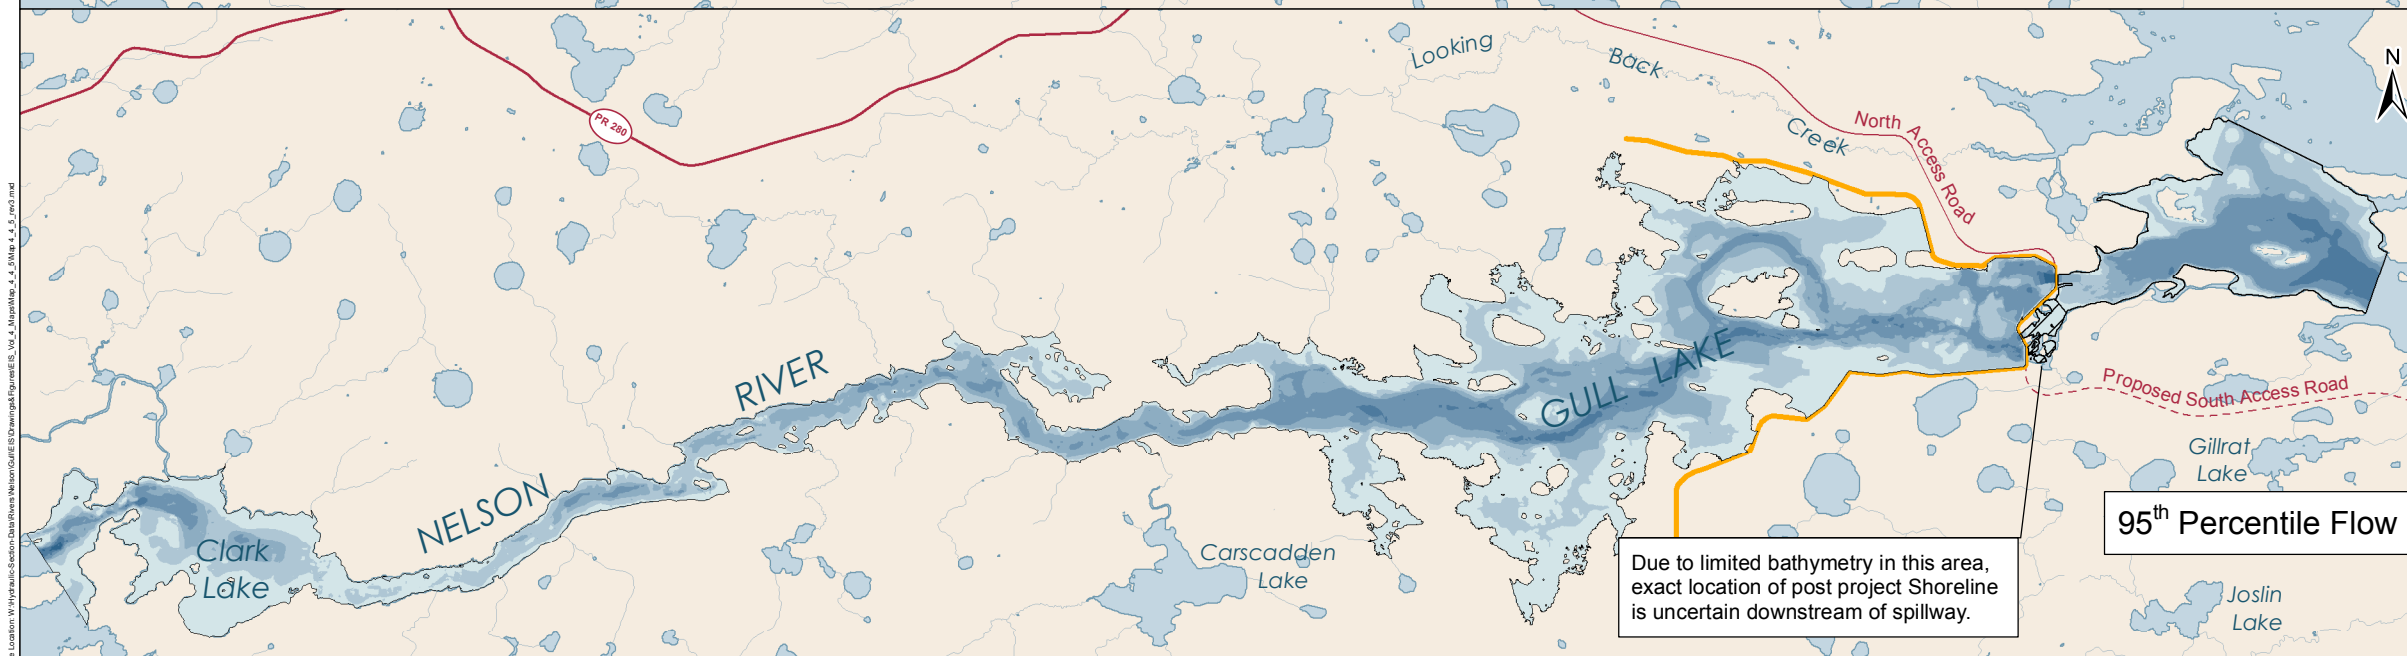 Looking
Back
Creek
N
PR 280
North Access Road
RIVER
GULL LAKE
NELSON
Proposed South Access Road
Gillrat
Lake
95th Percentile Flow
Clark
Lake
Carscadden
Lake
Due to limited bathymetry in this area,
exact location of post project Shoreline
is uncertain downstream of spillway.
Joslin
Lake